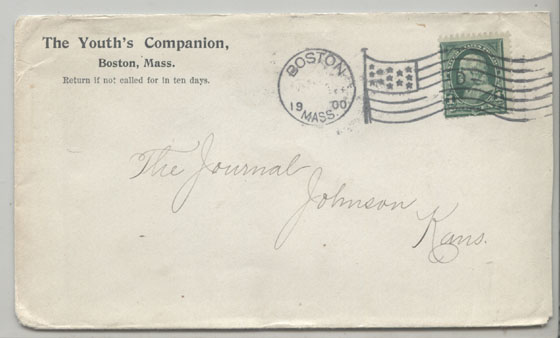 The Youth's Companion,
Boston, Mass.
Return if not called for in ten days.
BOSTON
19 00
MASS.
The Journal
Johnson
Kans.